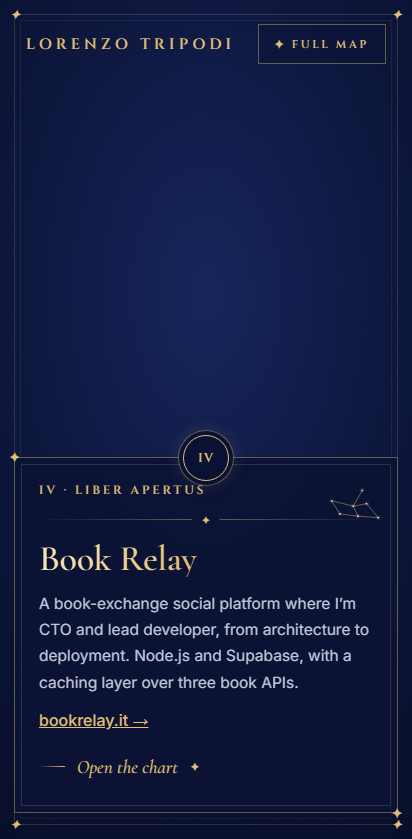 LORENZO TRIPODI
✦ FULL MAP
IV
IV · LIBER APERTUS
Book Relay
A book-exchange social platform where I’m
CTO and lead developer, from architecture to
deployment. Node.js and Supabase, with a
caching layer over three book APIs.
bookrelay.it →
Open the chart ✦